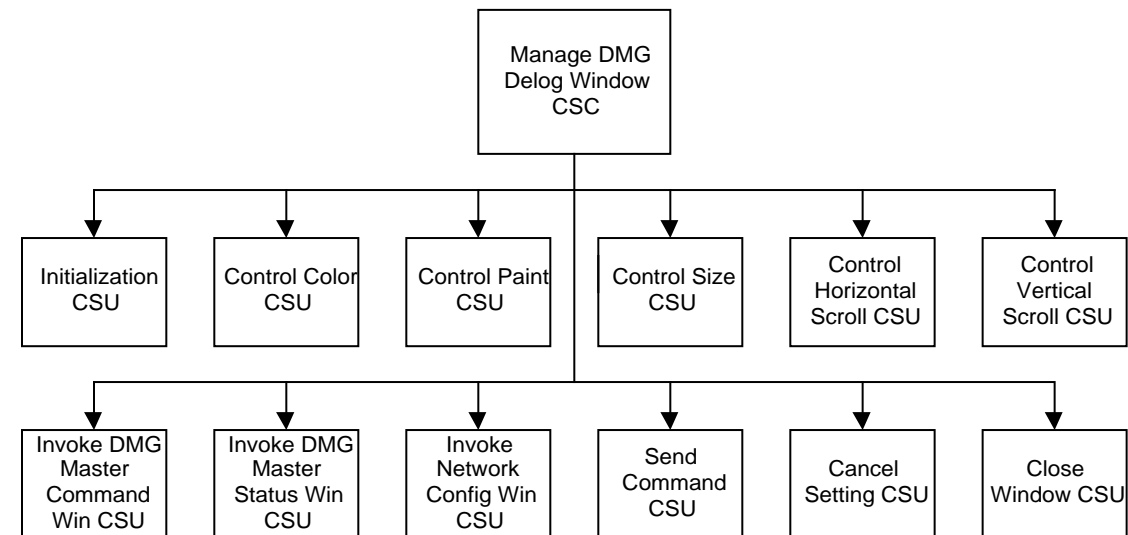 Manage DMG
Delog Window
CSC
Initialization
CSU
Control Color
CSU
Control Paint
CSU
Control Size
CSU
Control
Horizontal
Scroll CSU
Control
Vertical
Scroll CSU
Invoke DMG
Master
Command
Win CSU
Invoke DMG
Master
Status Win
CSU
Invoke
Network
Config Win
CSU
Send
Command
CSU
Cancel
Setting CSU
Close
Window CSU